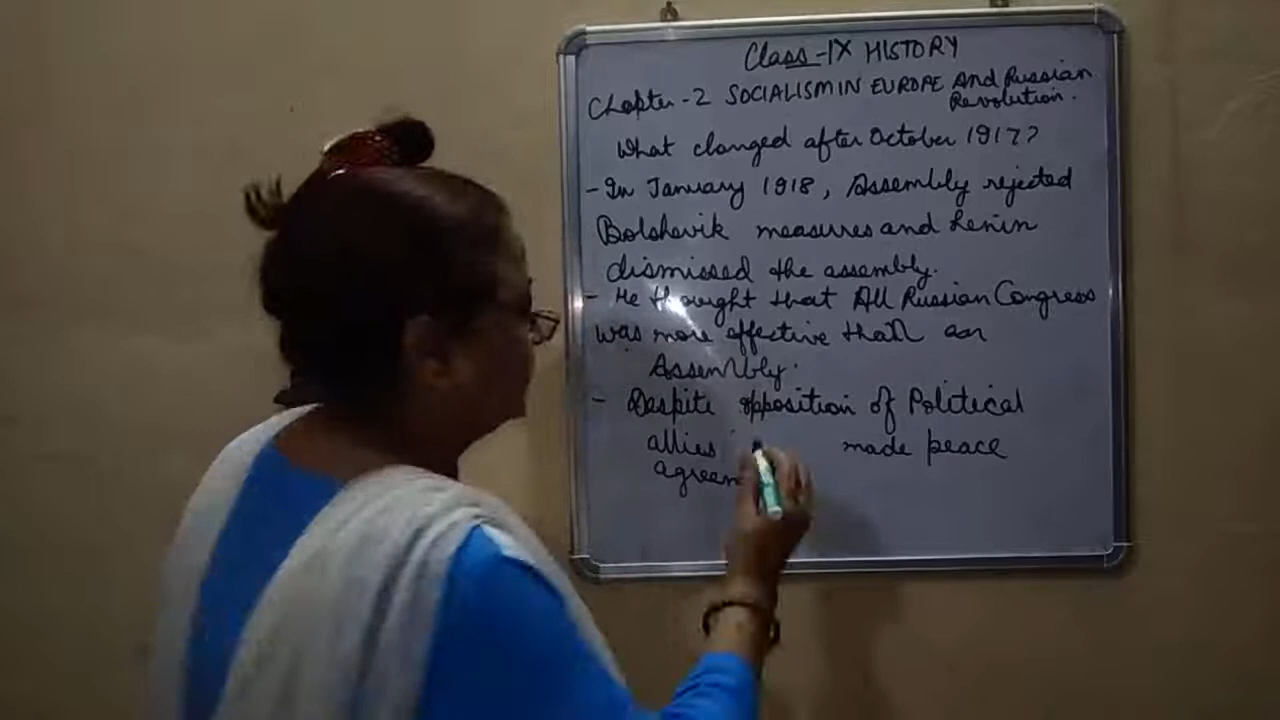 Class-IX HISTORY
Chapter-2 SOCIALISM IN EUROPE And Russian
Revolution.
What changed after October 1917?
- In January 1918, Assembly rejected
Bolshevik measures and Lenin
dismissed the assembly.
- He thought that All Russian Congress
was more effective than an
Assembly.
- Despite opposition of Political
allies made peace
agreem